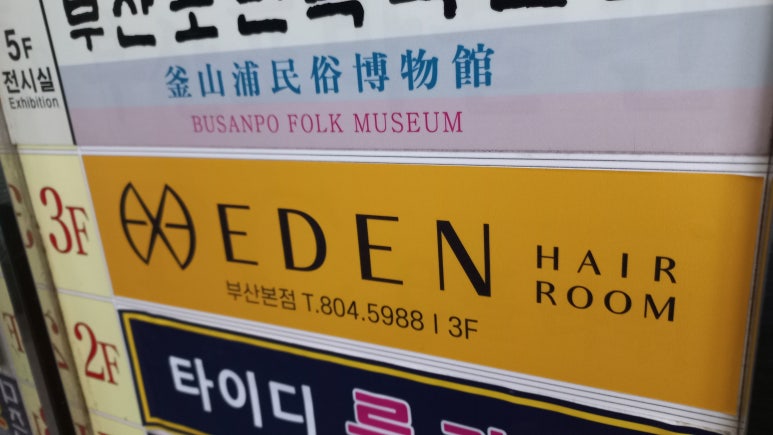 5F
전시실
Exhibition
釜山浦民俗博物館
BUSANPO FOLK MUSEUM
3F
EDEN
HAIR
ROOM
부산본점 T.804.5988 | 3F
2F
타이디